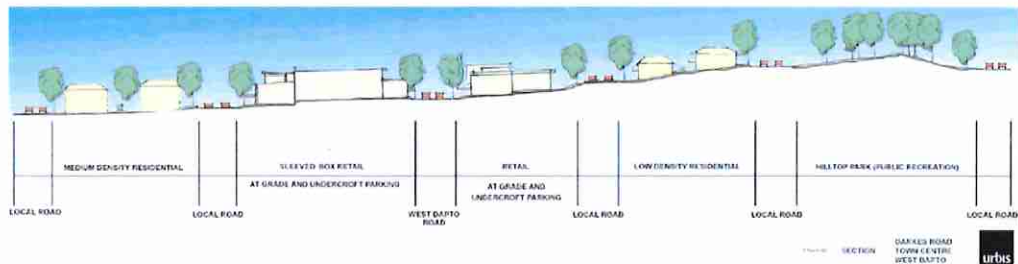 MEDIUM DENSITY RESIDENTIAL
SLEEVED BOX RETAIL
RETAIL
LOW DENSITY RESIDENTIAL
HILLTOP PARK (PUBLIC RECREATION)
AT GRADE AND UNDERCROFT PARKING
AT GRADE AND
UNDERCROFT PARKING
LOCAL ROAD
LOCAL ROAD
WEST DAPTO
ROAD
LOCAL ROAD
LOCAL ROAD
LOCAL ROAD
SECTION
DARKES ROAD
TOWN CENTRE
WEST DAPTO
urbis